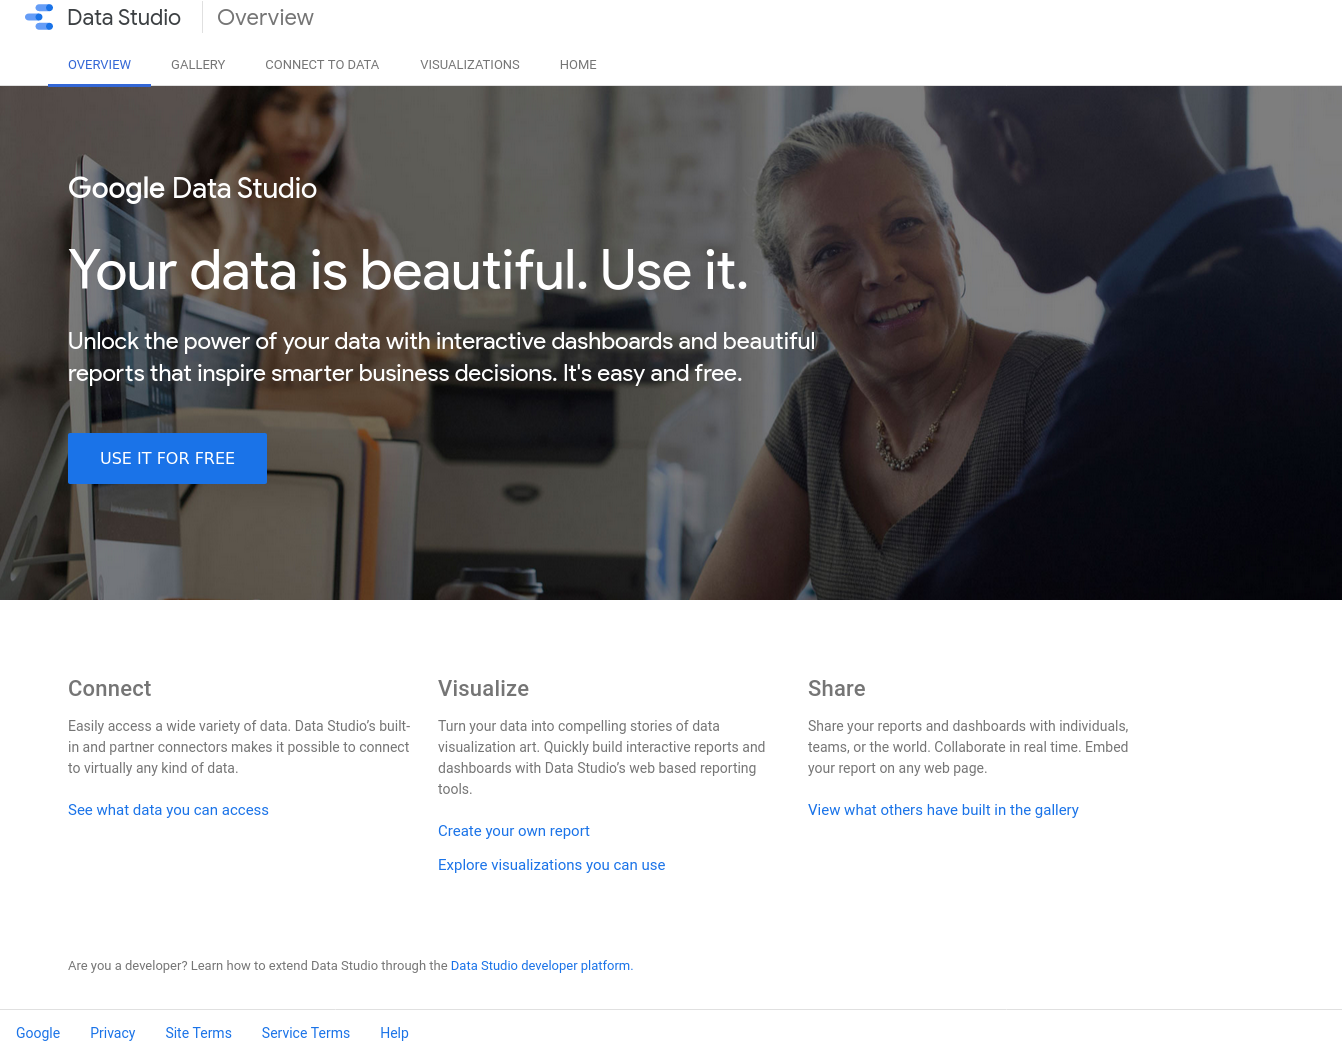 Data Studio Overview
OVERVIEW GALLERY CONNECT TO DATA VISUALIZATIONS HOME
Google Data Studio
Your data is beautiful. Use it.
Unlock the power of your data with interactive dashboards and beautiful
reports that inspire smarter business decisions. It's easy and free.
USE IT FOR FREE
Connect
Easily access a wide variety of data. Data Studio’s built-
in and partner connectors makes it possible to connect
to virtually any kind of data.
See what data you can access
Visualize
Turn your data into compelling stories of data
visualization art. Quickly build interactive reports and
dashboards with Data Studio’s web based reporting
tools.
Create your own report
Explore visualizations you can use
Share
Share your reports and dashboards with individuals,
teams, or the world. Collaborate in real time. Embed
your report on any web page.
View what others have built in the gallery
Are you a developer? Learn how to extend Data Studio through the Data Studio developer platform.
Google Privacy Site Terms Service Terms Help